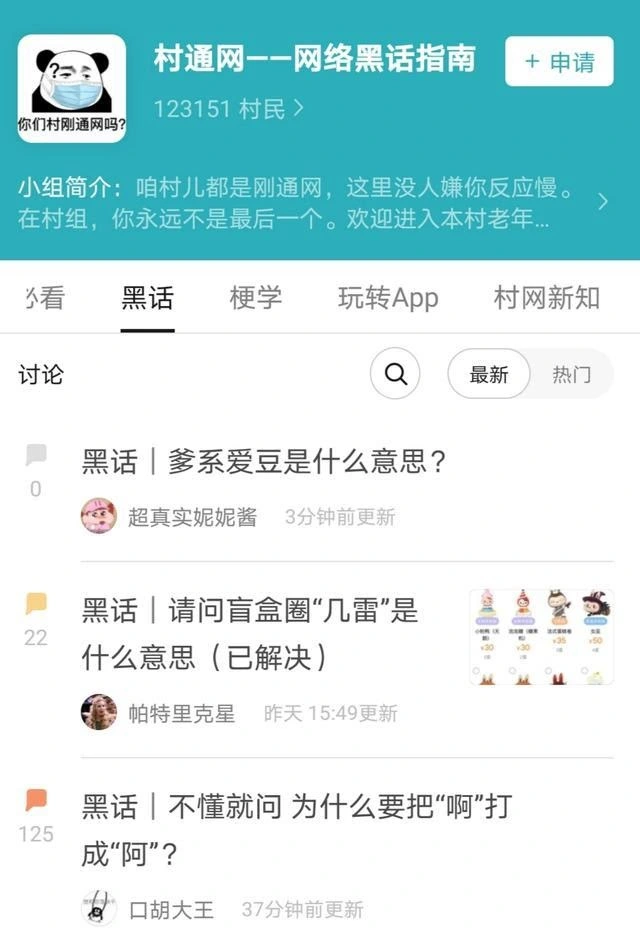 村通网——网络黑话指南
+ 申请
?
你们村刚通网吗?
123151 村民 >
小组简介：咱村儿都是刚通网，这里没人嫌你反应慢。
在村组，你永远不是最后一个。欢迎进入本村老年...
必看 黑话 梗学 玩转App 村网新知
讨论
最新 热门
黑话｜爹系爱豆是什么意思？
0
超真实妮妮酱 3分钟前更新
黑话｜请问盲盒圈“几雷”是
什么意思（已解决）
22
¥30 ¥30 ¥35 ¥50
帕特里克星 昨天 15:49更新
黑话｜不懂就问 为什么要把“啊”打
成“阿”？
125
口胡大王 37分钟前更新